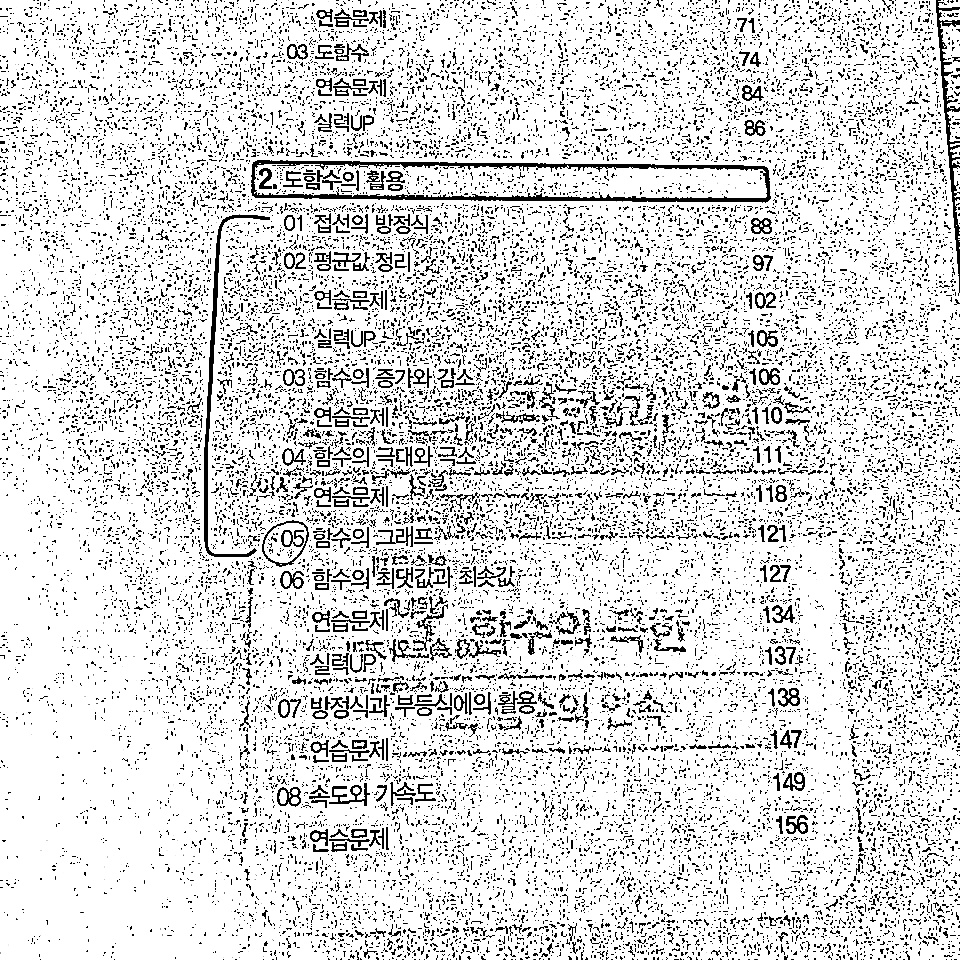 연습문제 71
03 도함수 74
연습문제 84
실력UP 86
2. 도함수의 활용
01 접선의 방정식 88
02 평균값 정리 97
연습문제 102
실력UP 105
03 함수의 증가와 감소 106
연습문제 110
04 함수의 극대와 극소 111
연습문제 118
05 함수의 그래프 121
06 함수의 최댓값과 최솟값 127
연습문제 134
실력UP 137
07 방정식과 부등식에의 활용 138
연습문제 147
08 속도와 가속도 149
연습문제 156
함수의 극한